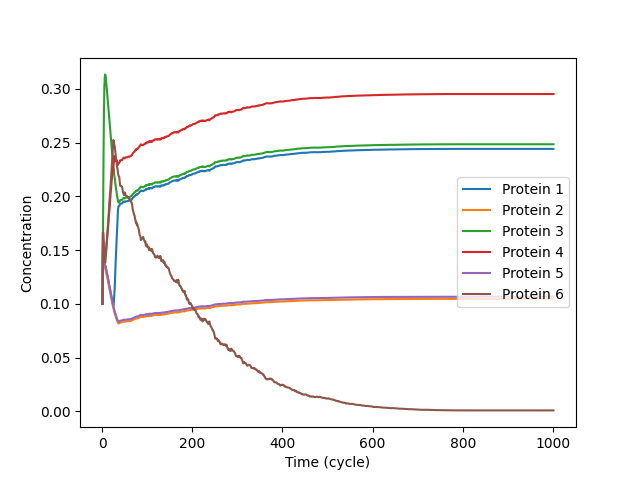 0.30
0.25
0.20
0.15
0.10
0.05
0.00
Concentration
0
200
400
600
800
1000
Time (cycle)
Protein 1
Protein 2
Protein 3
Protein 4
Protein 5
Protein 6